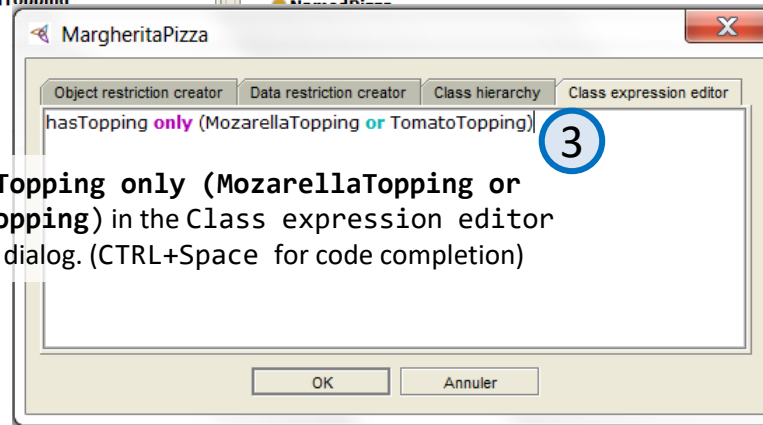 MargheritaPizza
Object restriction creator Data restriction creator Class hierarchy Class expression editor
hasTopping only (MozarellaTopping or TomatoTopping)
3
Topping only (MozarellaTopping or
opping) in the Class expression editor
dialog. (CTRL+Space for code completion)
OK Annuler